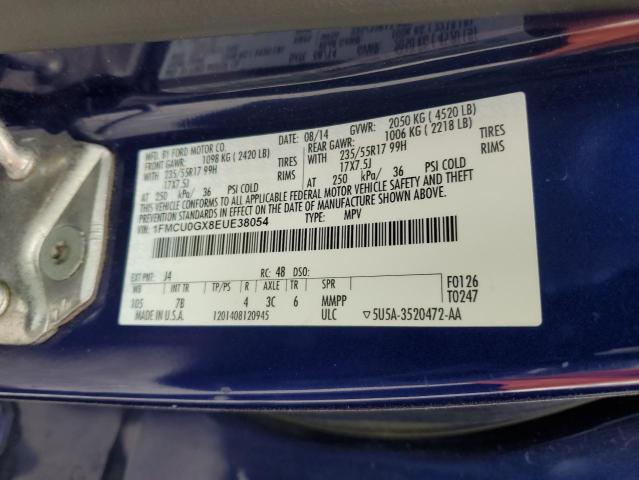 MFD. BY FORD MOTOR CO.
DATE: 08/14 GVWR: 2050 KG ( 4520 LB)
FRONT GAWR: 1098 KG ( 2420 LB) REAR GAWR: 1006 KG ( 2218 LB)
WITH 235/55R17 99H TIRES WITH 235/55R17 99H TIRES
17X7.5J RIMS 17X7.5J RIMS
AT 250 kPa/ 36 PSI COLD AT 250 kPa/ 36 PSI COLD
THIS VEHICLE CONFORMS TO ALL APPLICABLE FEDERAL MOTOR VEHICLE SAFETY AND THEFT
PREVENTION STANDARDS IN EFFECT ON THE DATE OF MANUFACTURE SHOWN ABOVE.
VIN: 1FMCU0GX8EUE38054 TYPE: MPV
EXT PNT: J4 RC: 48 DSO:
WB INT TR TP/PS R AXLE TR SPR
105 7B 4 3C 6 MMPP
F0126
T0247
MADE IN U.S.A. 1201408120945 ULC ▽5U5A-3520472-AA